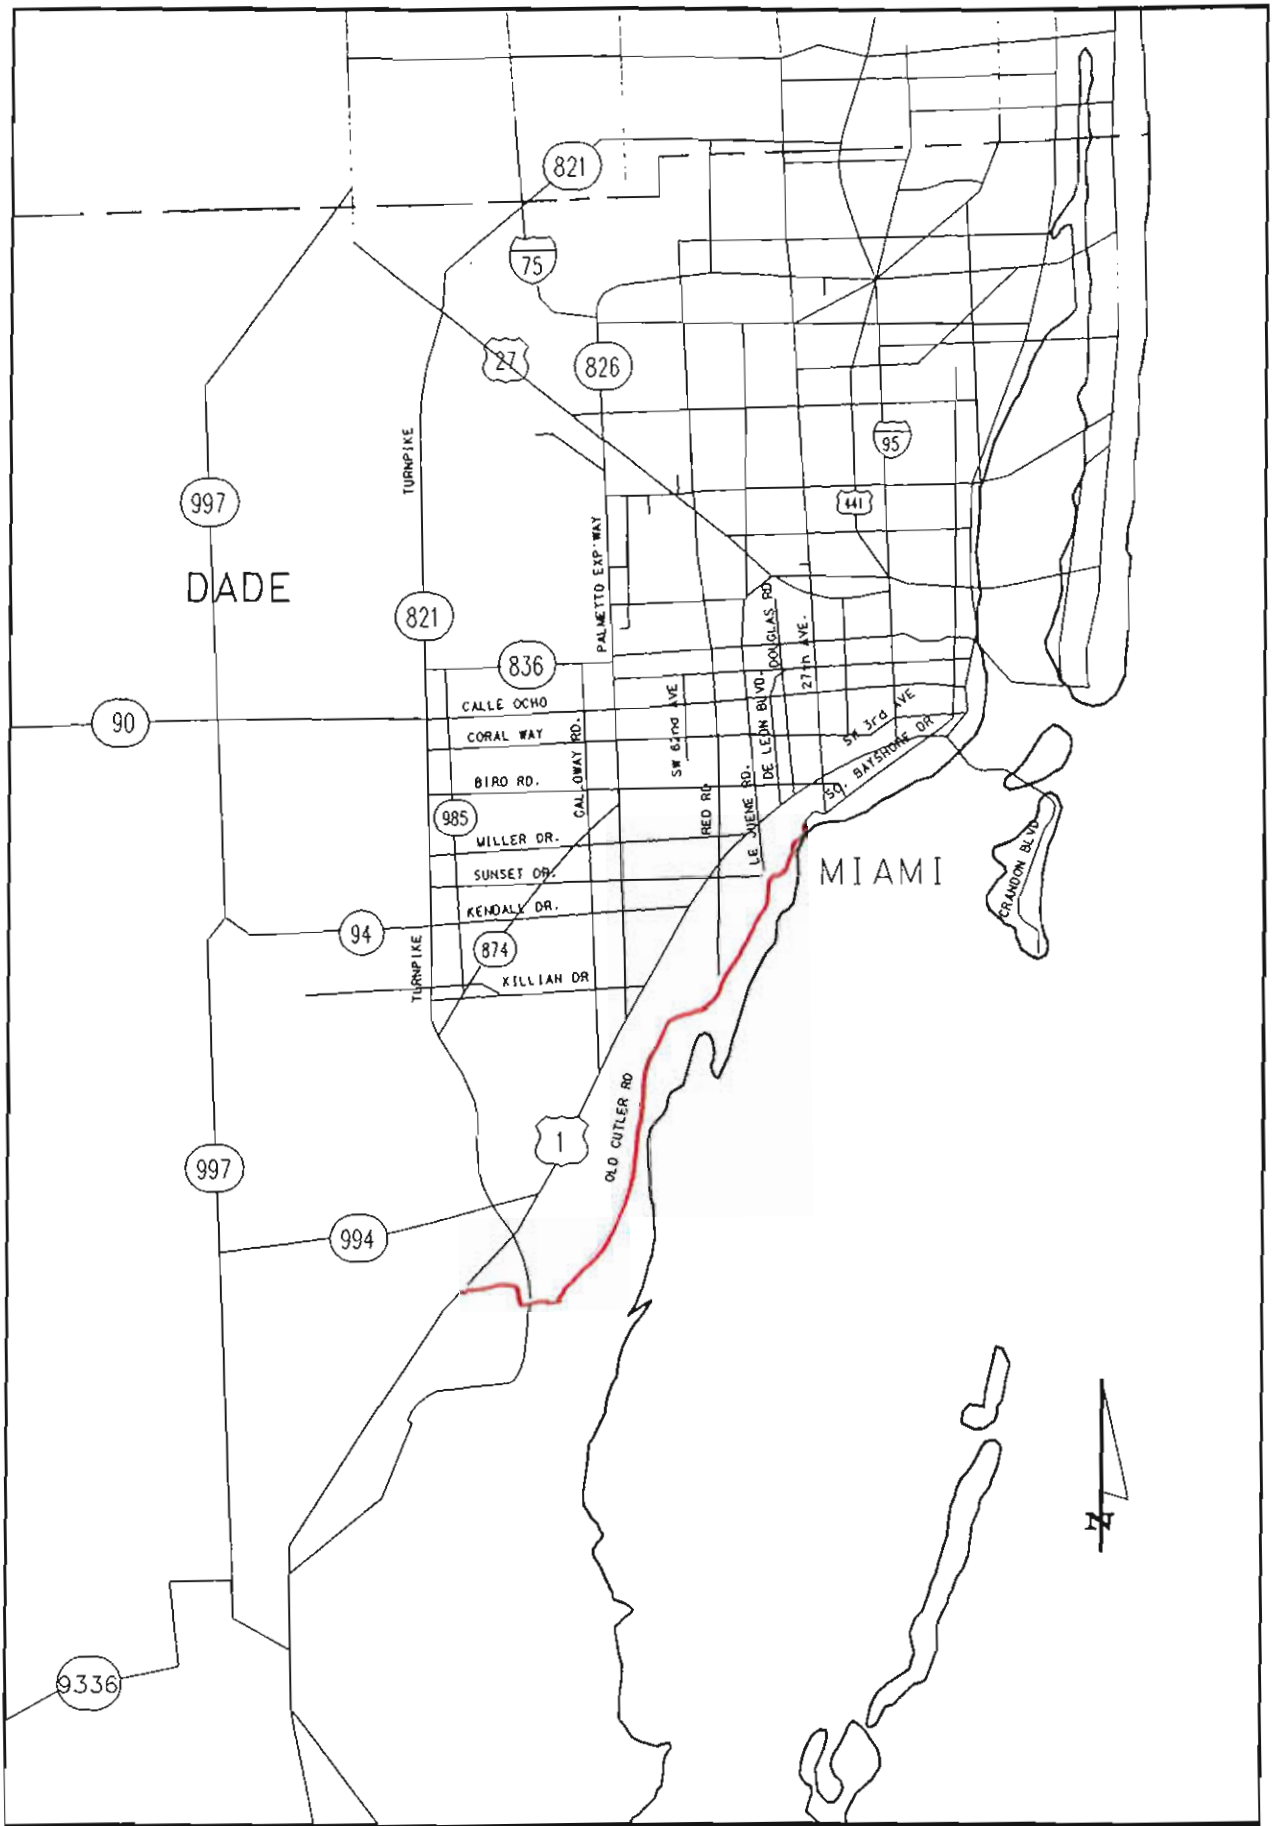 821
75
27
826
95
TURNPIKE
997
441
PALMETTO EXP'WAY
DADE
821
DOUGLAS RD
27th AVE.
836
SW 62nd AVE
DE LEON BLVD.
CALLE OCHO
SW 3rd AVE
90
CORAL WAY
SO. BAYSHORE DR
BIRD RD.
RED RD
LE JUENE RD.
985
MILLER DR.
CRANDON BLVD
SUNSET DR.
MIAMI
KENDALL DR.
94
874
TURNPIKE
KILLIAN DR
OLD CUTLER RD
1
997
994
N
9336